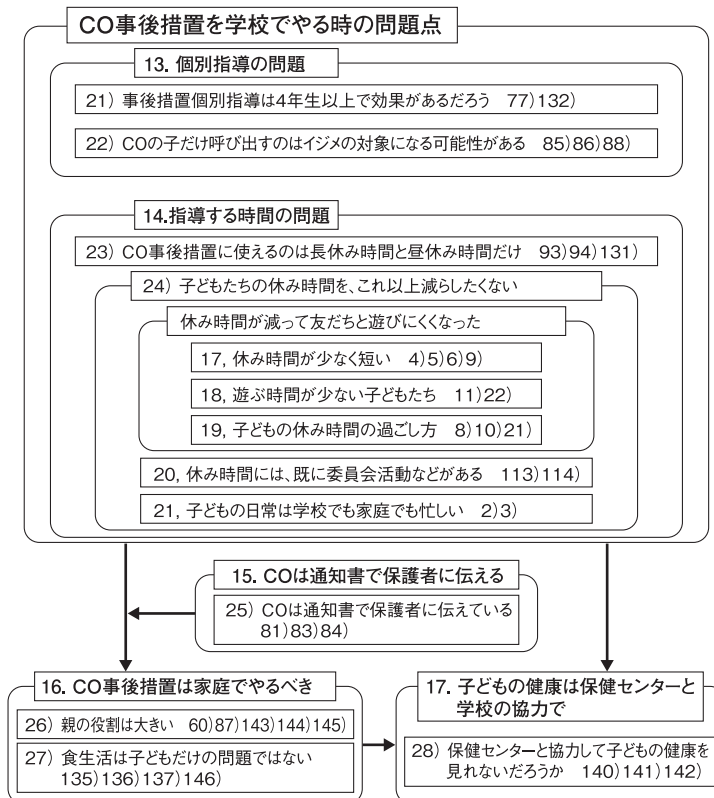 CO事後措置を学校でやる時の問題点
13. 個別指導の問題
21）事後措置個別指導は4年生以上で効果があるだろう　77）132）
22）COの子だけ呼び出すのはイジメの対象になる可能性がある　85）86）88）
14.指導する時間の問題
23）CO事後措置に使えるのは長休み時間と昼休み時間だけ　93）94）131）
24）子どもたちの休み時間を、これ以上減らしたくない
休み時間が減って友だちと遊びにくくなった
17, 休み時間が少なく短い　4）5）6）9）
18, 遊ぶ時間が少ない子どもたち　11）22）
19, 子どもの休み時間の過ごし方　8）10）21）
20, 休み時間には、既に委員会活動などがある　113）114）
21, 子どもの日常は学校でも家庭でも忙しい　2）3）
15. COは通知書で保護者に伝える
25）COは通知書で保護者に伝えている
81）83）84）
16. CO事後措置は家庭でやるべき
26）親の役割は大きい　60）87）143）144）145）
27）食生活は子どもだけの問題ではない
135）136）137）146）
17. 子どもの健康は保健センターと
学校の協力で
28）保健センターと協力して子どもの健康を
見れないだろうか　140）141）142）